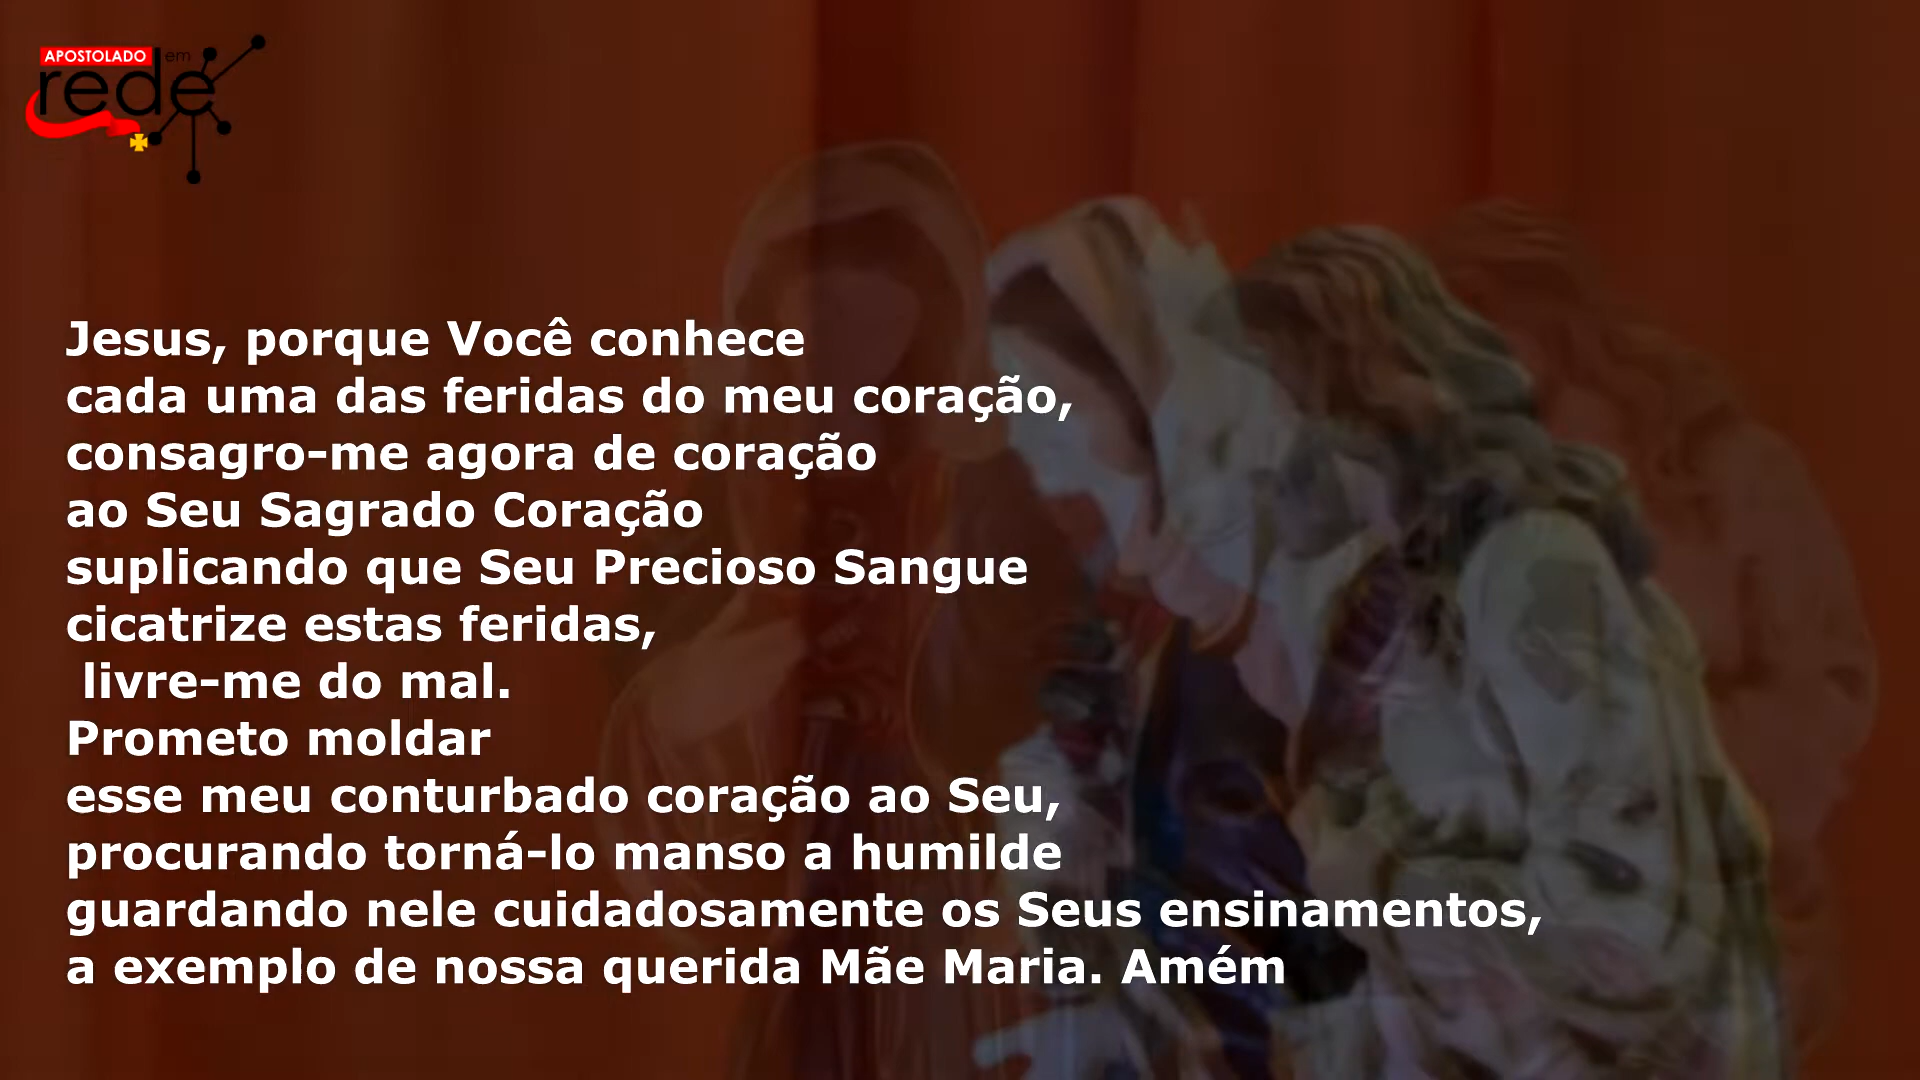 APOSTOLADO em
rede
Jesus, porque Você conhece
cada uma das feridas do meu coração,
consagro-me agora de coração
ao Seu Sagrado Coração
suplicando que Seu Precioso Sangue
cicatrize estas feridas,
livre-me do mal.
Prometo moldar
esse meu conturbado coração ao Seu,
procurando torná-lo manso a humilde
guardando nele cuidadosamente os Seus ensinamentos,
a exemplo de nossa querida Mãe Maria. Amém